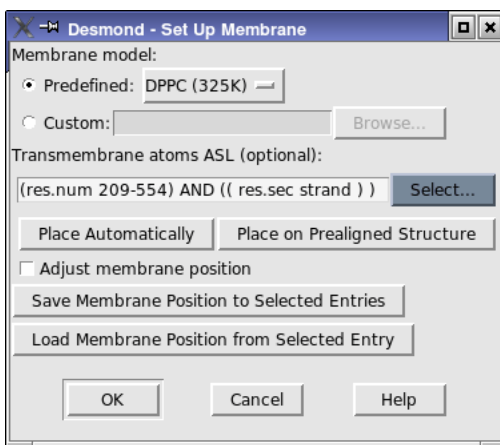 Desmond - Set Up Membrane
Membrane model:
Predefined: DPPC (325K)
Custom: Browse...
Transmembrane atoms ASL (optional):
(res.num 209-554) AND (( res.sec strand ) ) Select...
Place Automatically Place on Prealigned Structure
Adjust membrane position
Save Membrane Position to Selected Entries
Load Membrane Position from Selected Entry
OK Cancel Help